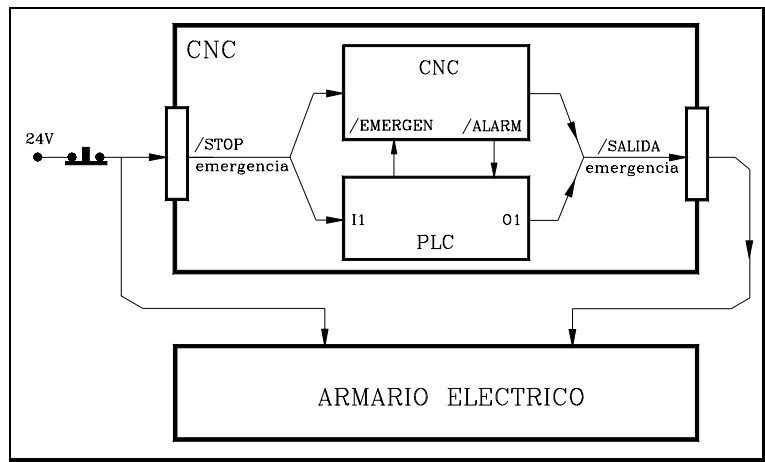 CNC
CNC
24V
/STOP
emergencia
/EMERGEN
/ALARM
/SALIDA
emergencia
I1
O1
PLC
ARMARIO ELECTRICO